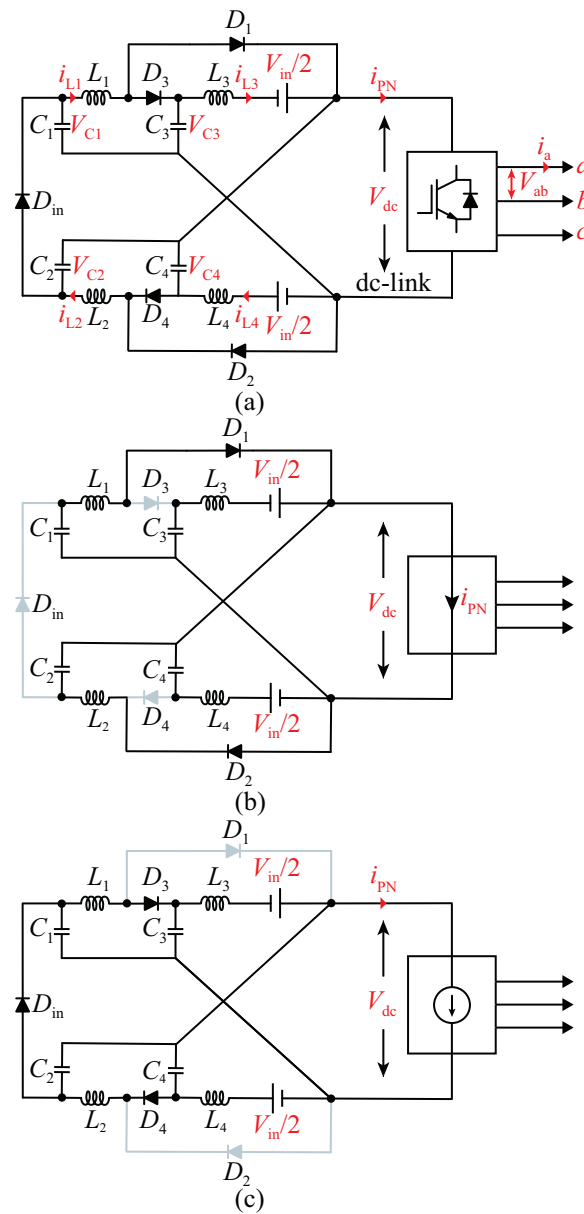 D1
iL1 L1 D3 L3 iL3 Vin/2 iPN
C1 VC1 C3 VC3
ia
a
Vdc Vab
Din b
c
C2 VC2 C4 VC4
dc-link
iL2 L2 D4 L4 iL4 Vin/2
D2
(a)
D1
L1 D3 L3 Vin/2
C1 C3
Din Vdc iPN
C2 C4
L2 D4 L4 Vin/2
D2
(b)
D1
L1 D3 L3 Vin/2 iPN
C1 C3
Din Vdc
C2 C4
L2 D4 L4 Vin/2
D2
(c)